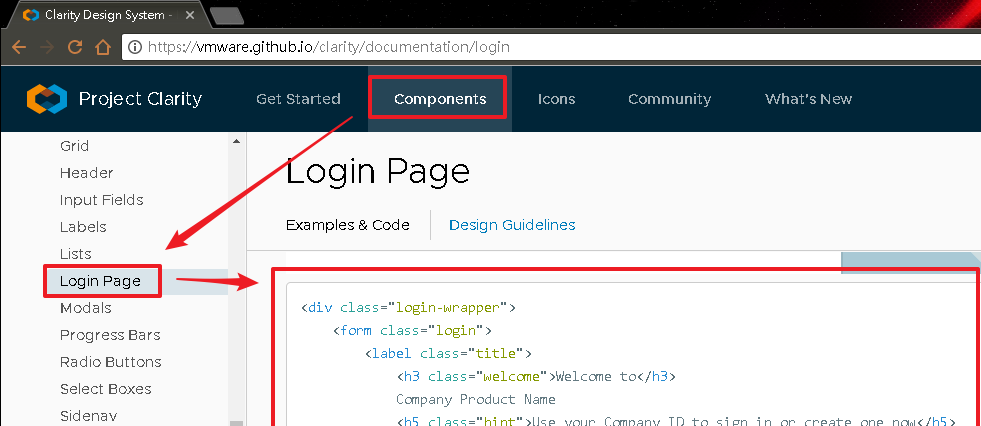 Clarity Design System -
https://vmware.github.io/clarity/documentation/login
Project Clarity
Get Started
Components
Icons
Community
What's New
Grid
Header
Input Fields
Labels
Lists
Login Page
Modals
Progress Bars
Radio Buttons
Select Boxes
Sidenav
Login Page
Examples & Code
Design Guidelines
<div class="login-wrapper">
<form class="login">
<label class="title">
<h3 class="welcome">Welcome to</h3>
Company Product Name
<h5 class="hint">Use your Company ID to sign in or create one now</h5>